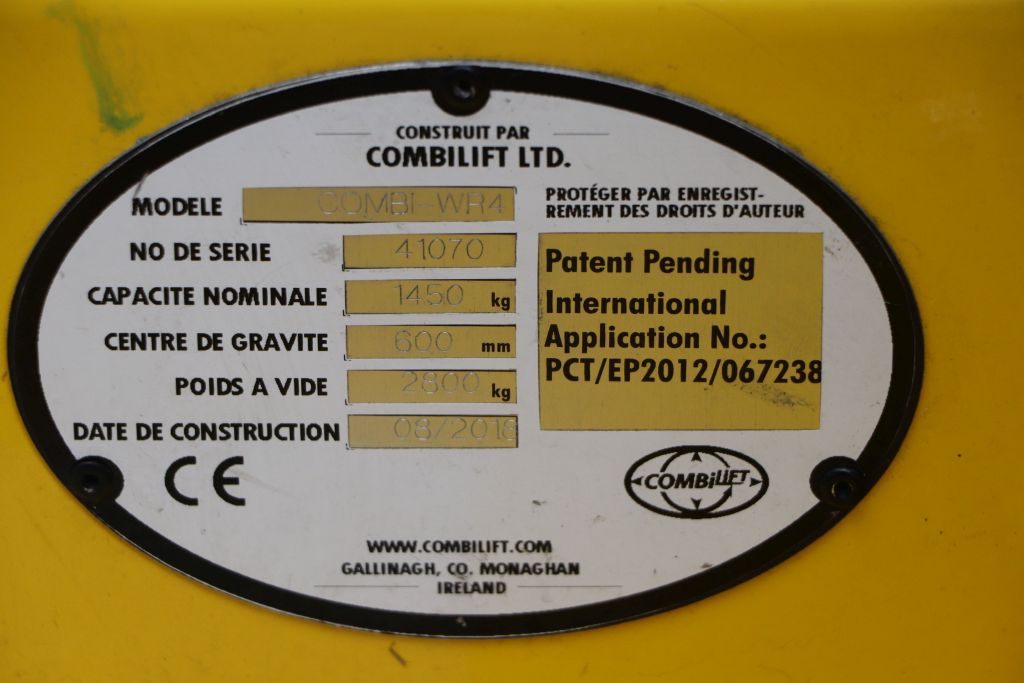 CONSTRUIT PAR
COMBILIFT LTD.
MODELE COMBI-WR4
NO DE SERIE 41070
CAPACITE NOMINALE 1450 kg
CENTRE DE GRAVITE 600 mm
POIDS A VIDE 2800 kg
DATE DE CONSTRUCTION 08/2018
PROTÉGER PAR ENREGIST-
REMENT DES DROITS D'AUTEUR
Patent Pending
International
Application No.:
PCT/EP2012/067238
CE
COMBiLIFT
WWW.COMBILIFT.COM
GALLINAGH, CO. MONAGHAN
IRELAND